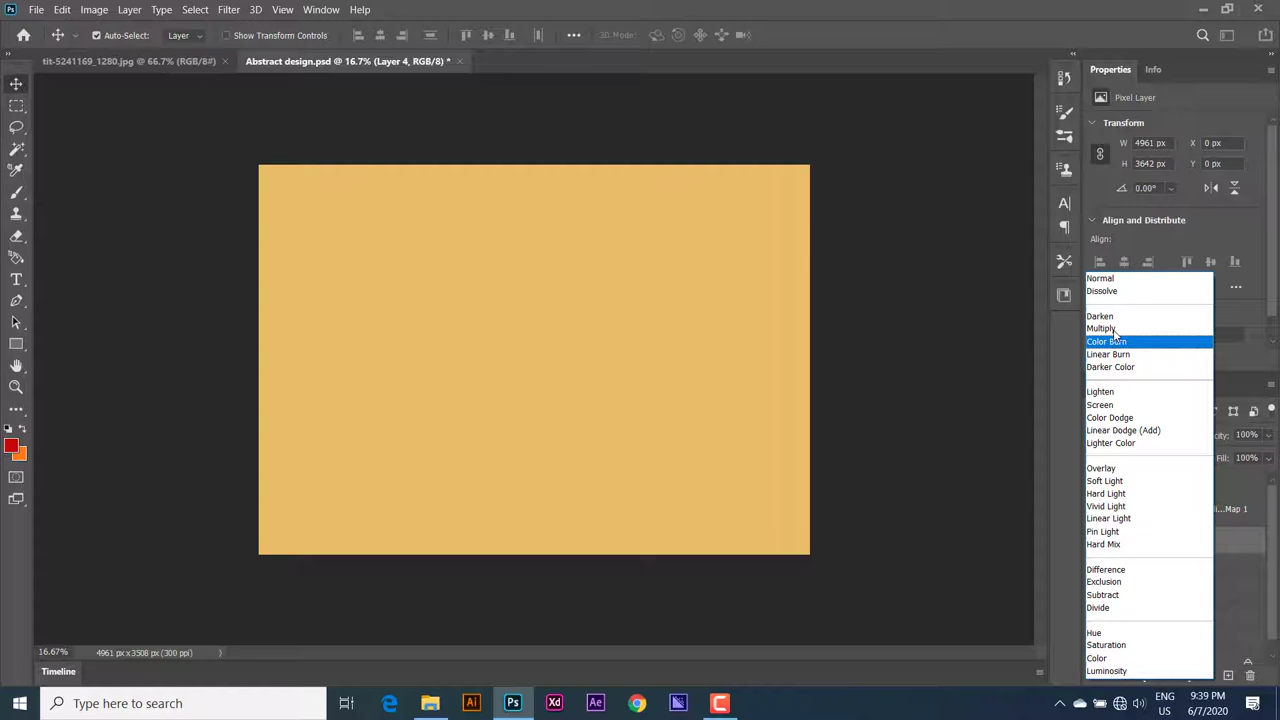 Ps File Edit Image Layer Type Select Filter 3D View Window Help
Auto-Select: Layer Show Transform Controls 3D Mode:
tit-5241169_1280.jpg @ 66.7% (RGB/8#) × Abstract design.psd @ 16.7% (Layer 4, RGB/8) * ×
Properties Info
Pixel Layer
Transform
W 4961 px X 0 px
H 3642 px Y 0 px
0.00°
Align and Distribute
Align:
Normal
Dissolve
Darken
Multiply
Color Burn
Linear Burn
Darker Color
Lighten
Screen
Color Dodge
Linear Dodge (Add)
Lighter Color
100%
Fill: 100%
Overlay
Soft Light
Hard Light
Vivid Light
Linear Light
Pin Light
Hard Mix
Map 1
Difference
Exclusion
Subtract
Divide
Hue
Saturation
Color
Luminosity
16.67% 4961 px x 3508 px (300 ppi)
Timeline
Type here to search
Ai Ps Xd Ae
ENG
US
9:39 PM
6/7/2020